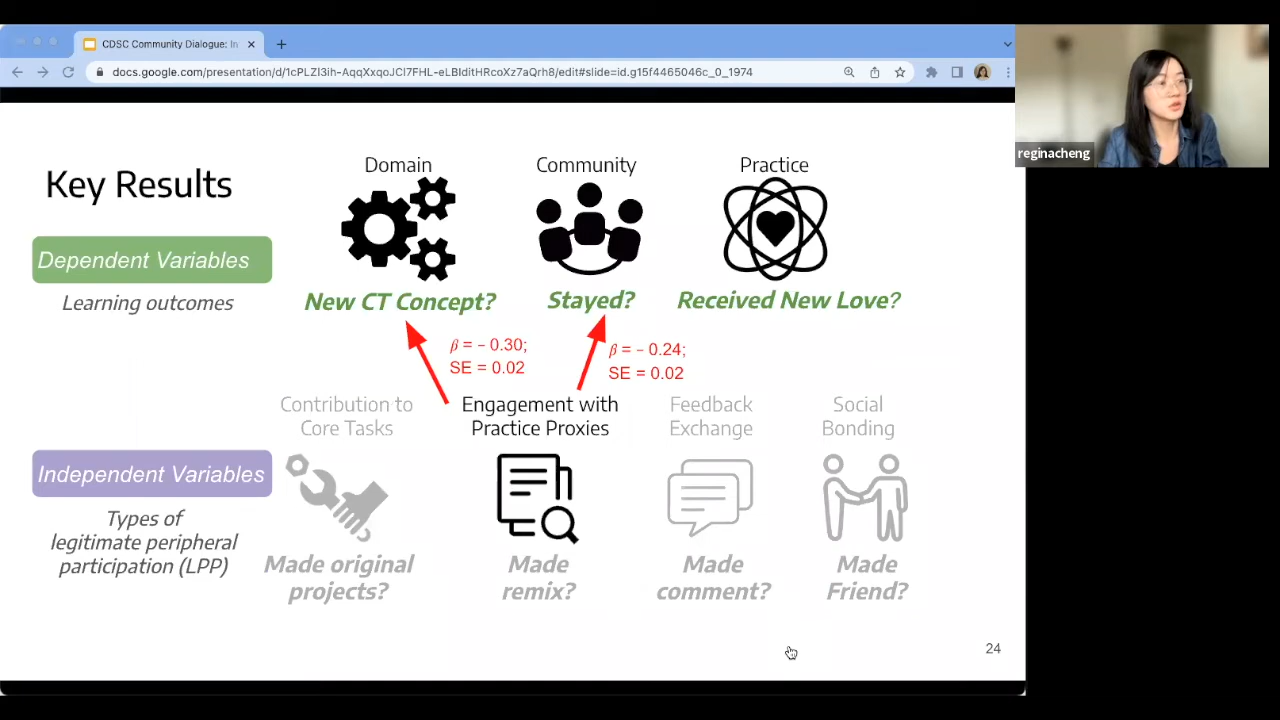 CDSC Community Dialogue: In
docs.google.com/presentation/d/1cPLZl3ih-AqqXxqoJCl7FHL-eLBIditHRcoXz7aQrh8/edit#slide=id.g15f4465046c_0_1974
reginacheng
Key Results
Domain
Community
Practice
Dependent Variables
Learning outcomes
New CT Concept?
Stayed?
Received New Love?
β = − 0.30;
SE = 0.02
β = − 0.24;
SE = 0.02
Contribution to
Core Tasks
Engagement with
Practice Proxies
Feedback
Exchange
Social
Bonding
Independent Variables
Types of
legitimate peripheral
participation (LPP)
Made original
projects?
Made
remix?
Made
comment?
Made
Friend?
24